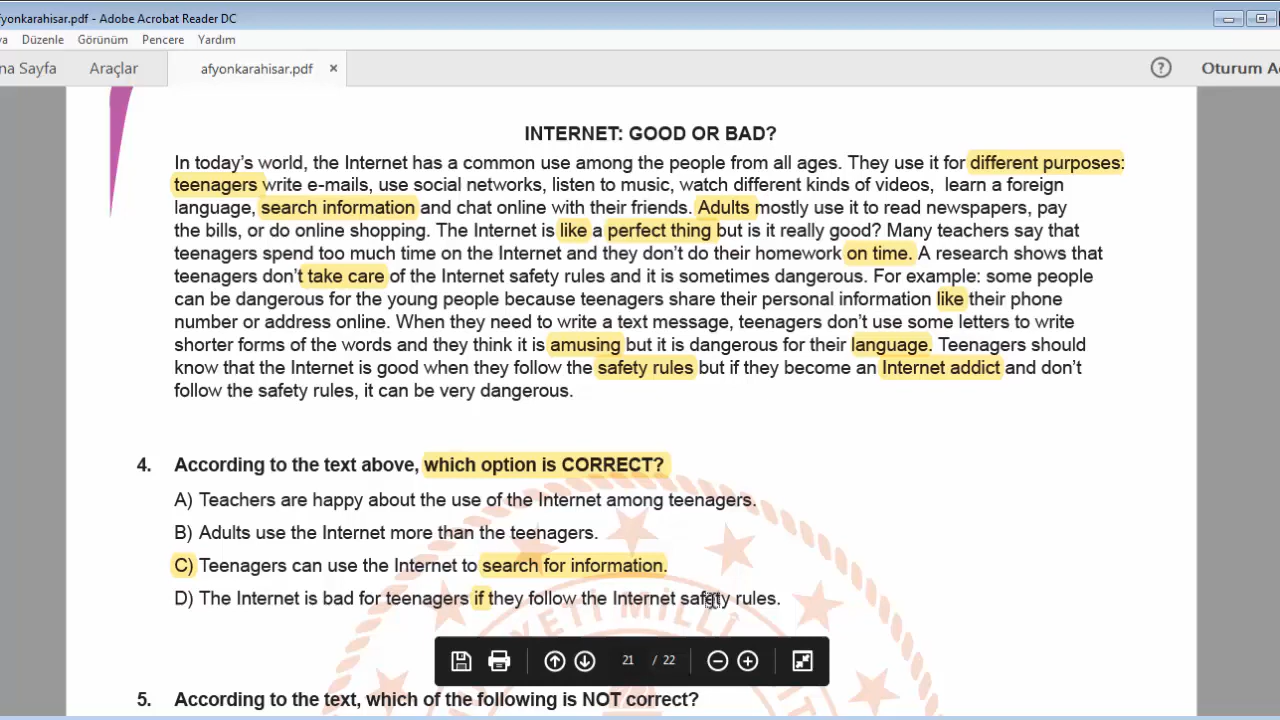 fyonkarahisar.pdf - Adobe Acrobat Reader DC
ya Düzenle Görünüm Pencere Yardım
na Sayfa Araçlar afyonkarahisar.pdf × ? Oturum A
INTERNET: GOOD OR BAD?
In today's world, the Internet has a common use among the people from all ages. They use it for different purposes:
teenagers write e-mails, use social networks, listen to music, watch different kinds of videos, learn a foreign
language, search information and chat online with their friends. Adults mostly use it to read newspapers, pay
the bills, or do online shopping. The Internet is like a perfect thing but is it really good? Many teachers say that
teenagers spend too much time on the Internet and they don't do their homework on time. A research shows that
teenagers don't take care of the Internet safety rules and it is sometimes dangerous. For example: some people
can be dangerous for the young people because teenagers share their personal information like their phone
number or address online. When they need to write a text message, teenagers don't use some letters to write
shorter forms of the words and they think it is amusing but it is dangerous for their language. Teenagers should
know that the Internet is good when they follow the safety rules but if they become an Internet addict and don't
follow the safety rules, it can be very dangerous.
4. According to the text above, which option is CORRECT?
A) Teachers are happy about the use of the Internet among teenagers.
B) Adults use the Internet more than the teenagers.
C) Teenagers can use the Internet to search for information.
D) The Internet is bad for teenagers if they follow the Internet safety rules.
21 / 22
5. According to the text, which of the following is NOT correct?